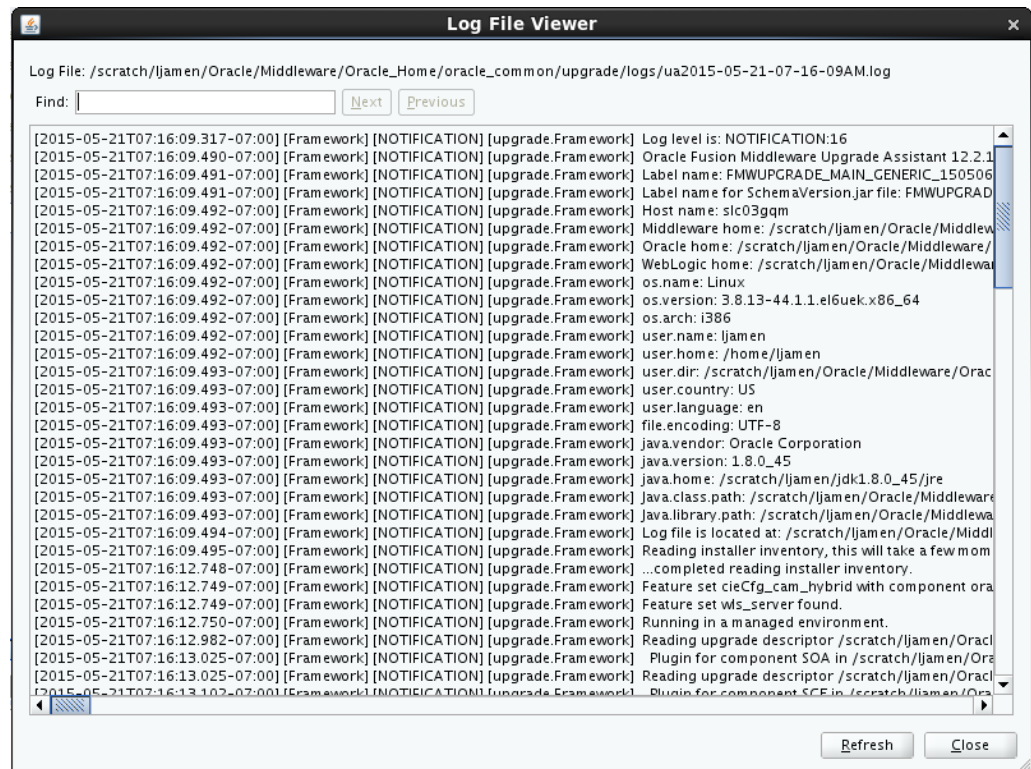 Log File Viewer
Log File: /scratch/ljamen/Oracle/Middleware/Oracle_Home/oracle_common/upgrade/logs/ua2015-05-21-07-16-09AM.log
Find: Next Previous
[2015-05-21T07:16:09.317-07:00] [Framework] [NOTIFICATION] [upgrade.Framework] Log level is: NOTIFICATION:16
[2015-05-21T07:16:09.490-07:00] [Framework] [NOTIFICATION] [upgrade.Framework] Oracle Fusion Middleware Upgrade Assistant 12.2.1
[2015-05-21T07:16:09.491-07:00] [Framework] [NOTIFICATION] [upgrade.Framework] Label name: FMWUPGRADE_MAIN_GENERIC_150506
[2015-05-21T07:16:09.491-07:00] [Framework] [NOTIFICATION] [upgrade.Framework] Label name for SchemaVersion.jar file: FMWUPGRAD
[2015-05-21T07:16:09.492-07:00] [Framework] [NOTIFICATION] [upgrade.Framework] Host name: slc03gqm
[2015-05-21T07:16:09.492-07:00] [Framework] [NOTIFICATION] [upgrade.Framework] Middleware home: /scratch/ljamen/Oracle/Middlew
[2015-05-21T07:16:09.492-07:00] [Framework] [NOTIFICATION] [upgrade.Framework] Oracle home: /scratch/ljamen/Oracle/Middleware/
[2015-05-21T07:16:09.492-07:00] [Framework] [NOTIFICATION] [upgrade.Framework] WebLogic home: /scratch/ljamen/Oracle/Middlewar
[2015-05-21T07:16:09.492-07:00] [Framework] [NOTIFICATION] [upgrade.Framework] os.name: Linux
[2015-05-21T07:16:09.492-07:00] [Framework] [NOTIFICATION] [upgrade.Framework] os.version: 3.8.13-44.1.1.el6uek.x86_64
[2015-05-21T07:16:09.492-07:00] [Framework] [NOTIFICATION] [upgrade.Framework] os.arch: i386
[2015-05-21T07:16:09.492-07:00] [Framework] [NOTIFICATION] [upgrade.Framework] user.name: ljamen
[2015-05-21T07:16:09.492-07:00] [Framework] [NOTIFICATION] [upgrade.Framework] user.home: /home/ljamen
[2015-05-21T07:16:09.493-07:00] [Framework] [NOTIFICATION] [upgrade.Framework] user.dir: /scratch/ljamen/Oracle/Middleware/Orac
[2015-05-21T07:16:09.493-07:00] [Framework] [NOTIFICATION] [upgrade.Framework] user.country: US
[2015-05-21T07:16:09.493-07:00] [Framework] [NOTIFICATION] [upgrade.Framework] user.language: en
[2015-05-21T07:16:09.493-07:00] [Framework] [NOTIFICATION] [upgrade.Framework] file.encoding: UTF-8
[2015-05-21T07:16:09.493-07:00] [Framework] [NOTIFICATION] [upgrade.Framework] java.vendor: Oracle Corporation
[2015-05-21T07:16:09.493-07:00] [Framework] [NOTIFICATION] [upgrade.Framework] java.version: 1.8.0_45
[2015-05-21T07:16:09.493-07:00] [Framework] [NOTIFICATION] [upgrade.Framework] java.home: /scratch/ljamen/jdk1.8.0_45/jre
[2015-05-21T07:16:09.493-07:00] [Framework] [NOTIFICATION] [upgrade.Framework] Java.class.path: /scratch/ljamen/Oracle/Middleware
[2015-05-21T07:16:09.493-07:00] [Framework] [NOTIFICATION] [upgrade.Framework] Java.library.path: /scratch/ljamen/Oracle/Middlewa
[2015-05-21T07:16:09.494-07:00] [Framework] [NOTIFICATION] [upgrade.Framework] Log file is located at: /scratch/ljamen/Oracle/Middl
[2015-05-21T07:16:09.495-07:00] [Framework] [NOTIFICATION] [upgrade.Framework] Reading installer inventory, this will take a few mom
[2015-05-21T07:16:12.748-07:00] [Framework] [NOTIFICATION] [upgrade.Framework] ...completed reading installer inventory.
[2015-05-21T07:16:12.749-07:00] [Framework] [NOTIFICATION] [upgrade.Framework] Feature set cieCfg_cam_hybrid with component ora
[2015-05-21T07:16:12.749-07:00] [Framework] [NOTIFICATION] [upgrade.Framework] Feature set wls_server found.
[2015-05-21T07:16:12.750-07:00] [Framework] [NOTIFICATION] [upgrade.Framework] Running in a managed environment.
[2015-05-21T07:16:12.982-07:00] [Framework] [NOTIFICATION] [upgrade.Framework] Reading upgrade descriptor /scratch/ljamen/Oracl
[2015-05-21T07:16:13.025-07:00] [Framework] [NOTIFICATION] [upgrade.Framework] Plugin for component SOA in /scratch/ljamen/Ora
[2015-05-21T07:16:13.025-07:00] [Framework] [NOTIFICATION] [upgrade.Framework] Reading upgrade descriptor /scratch/ljamen/Oracl
[2015-05-21T07:16:13.102-07:00] [Framework] [NOTIFICATION] [upgrade.Framework] Plugin for component SCE in /scratch/ljamen/Ora
Refresh Close